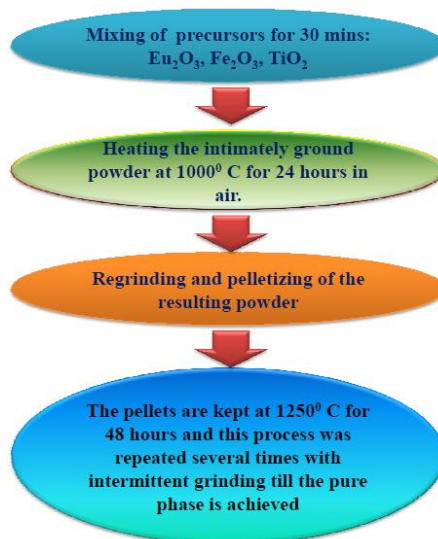 Mixing of precursors for 30 mins:
Eu₂O₃, Fe₂O₃, TiO₂
Heating the intimately ground
powder at 1000⁰ C for 24 hours in
air.
Regrinding and pelletizing of the
resulting powder
The pellets are kept at 1250⁰ C for
48 hours and this process was
repeated several times with
intermittent grinding till the pure
phase is achieved